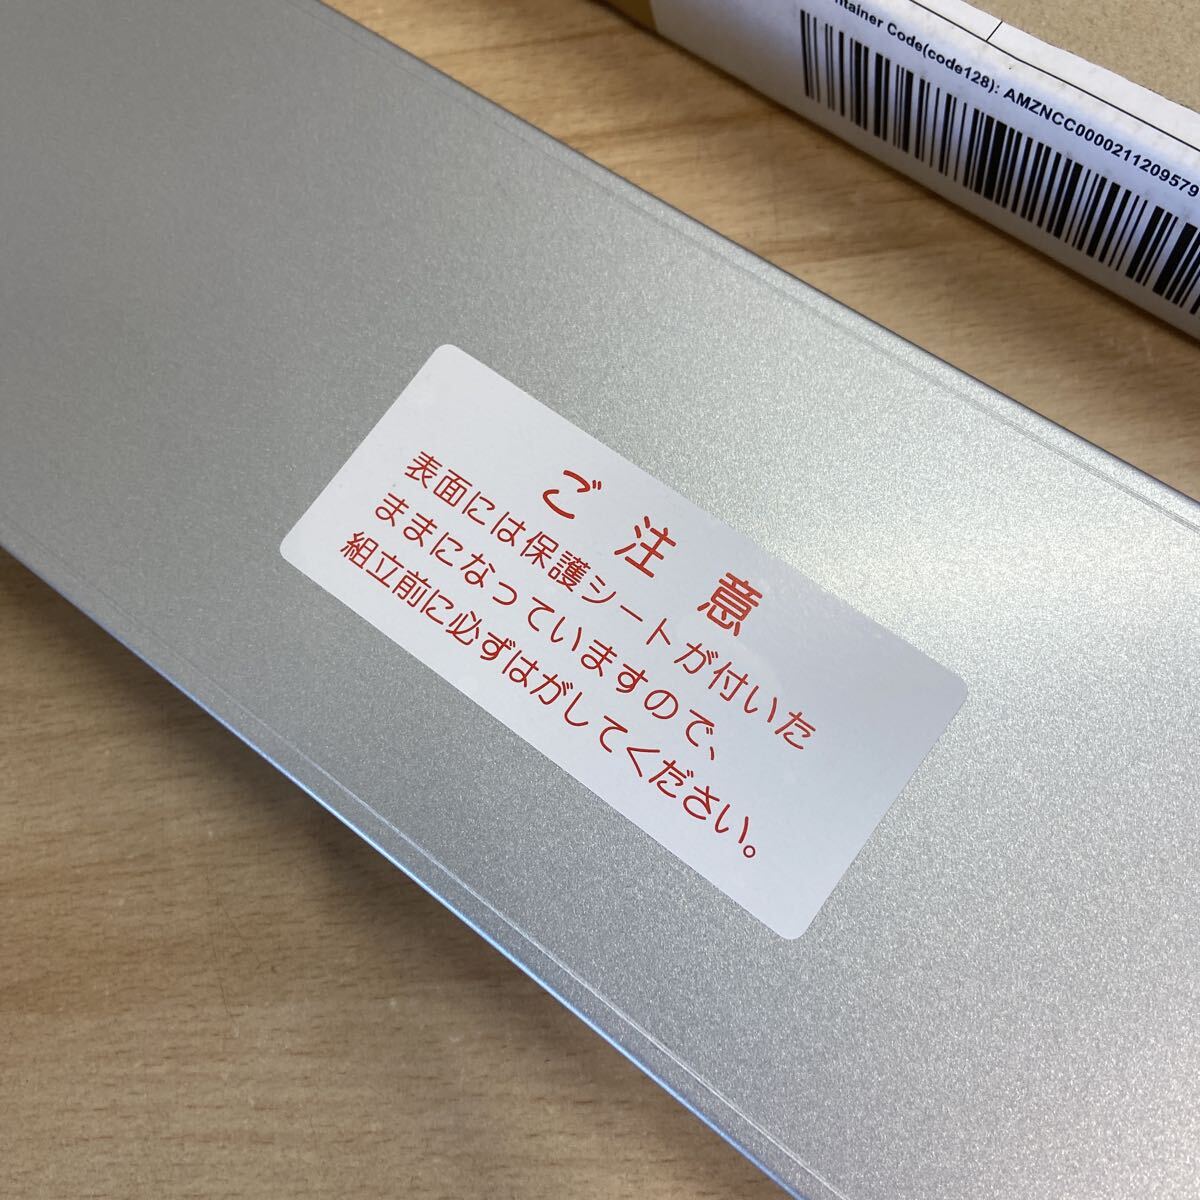 Container Code(code128): AMZNCC0000211209579
ご注意
表面には保護シートが付いた
ままになっていますので、
組立前に必ずはがしてください。